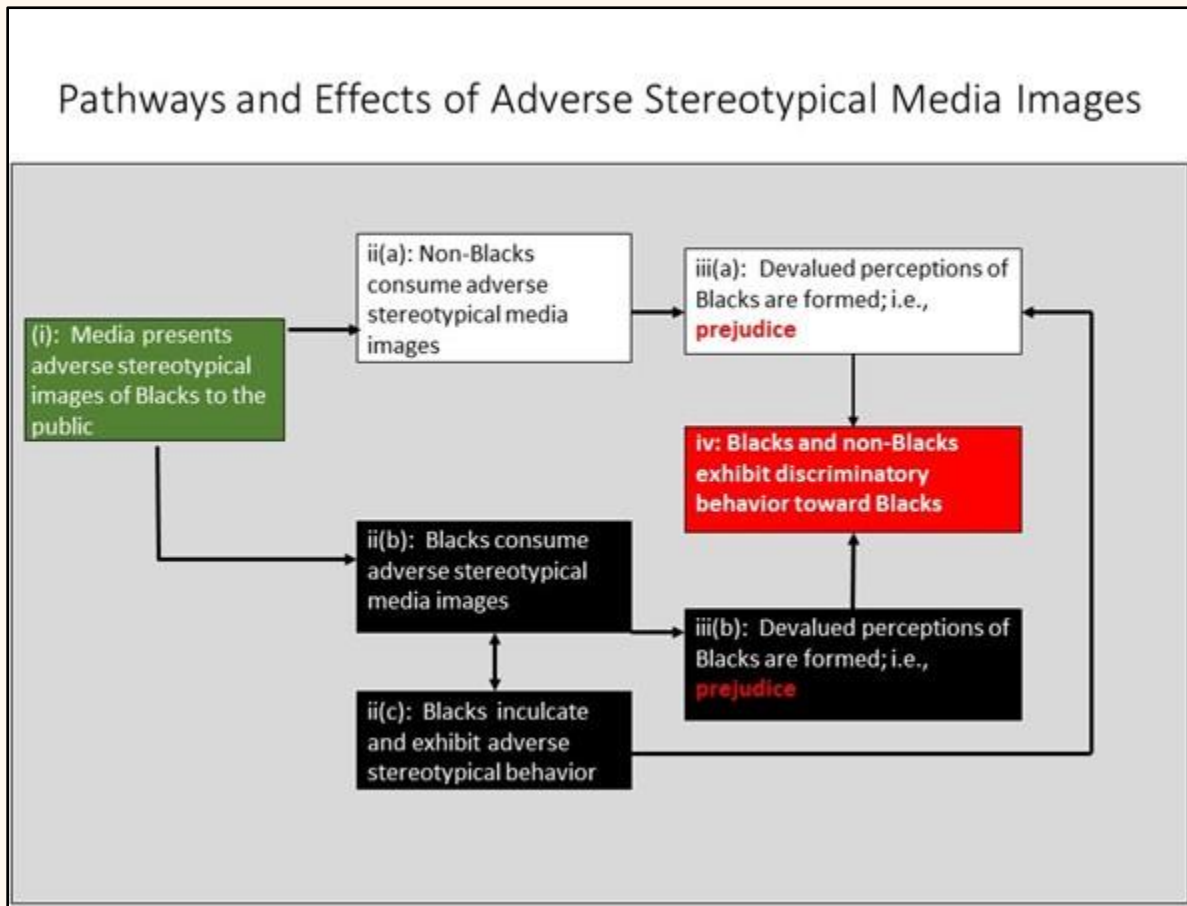 Pathways and Effects of Adverse Stereotypical Media Images
(i): Media presents
adverse stereotypical
images of Blacks to the
public
ii(a): Non-Blacks
consume adverse
stereotypical media
images
iii(a): Devalued perceptions of
Blacks are formed; i.e.,
prejudice
iv: Blacks and non-Blacks
exhibit discriminatory
behavior toward Blacks
ii(b): Blacks consume
adverse stereotypical
media images
iii(b): Devalued perceptions of
Blacks are formed; i.e.,
prejudice
ii(c): Blacks inculcate
and exhibit adverse
stereotypical behavior